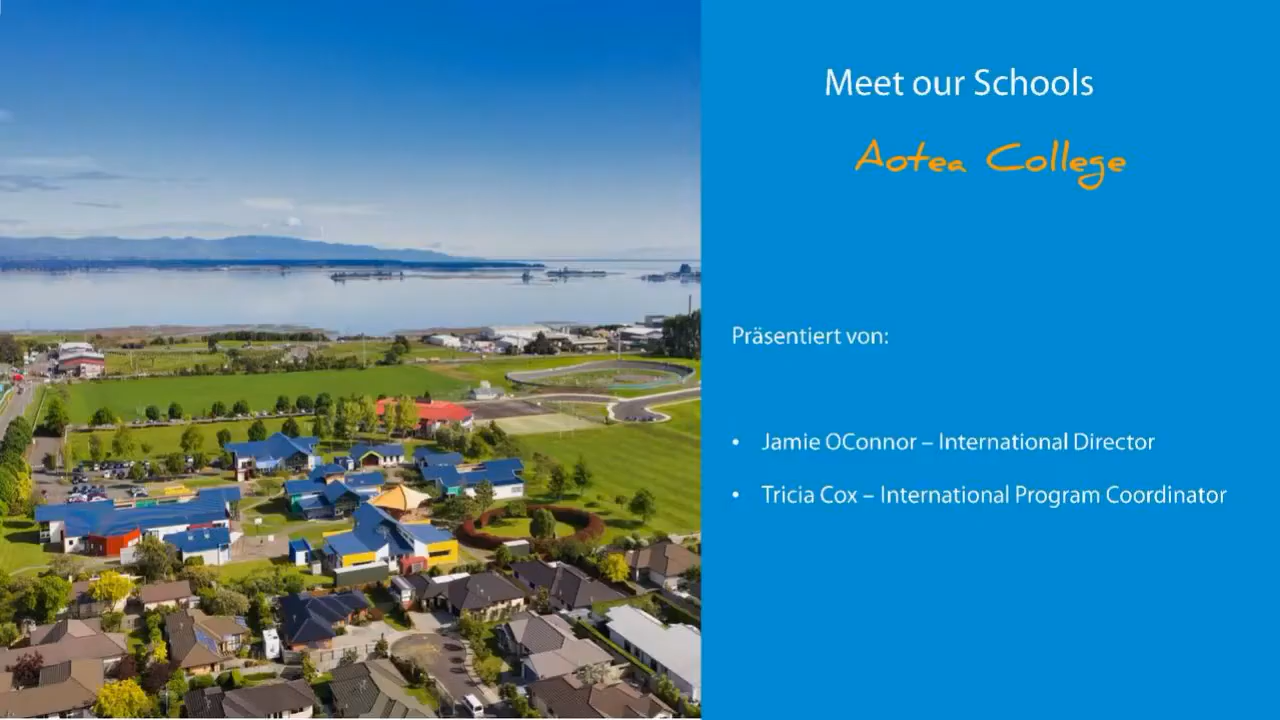 Meet our Schools
Aotea College
Präsentiert von:
• Jamie OConnor – International Director
• Tricia Cox – International Program Coordinator